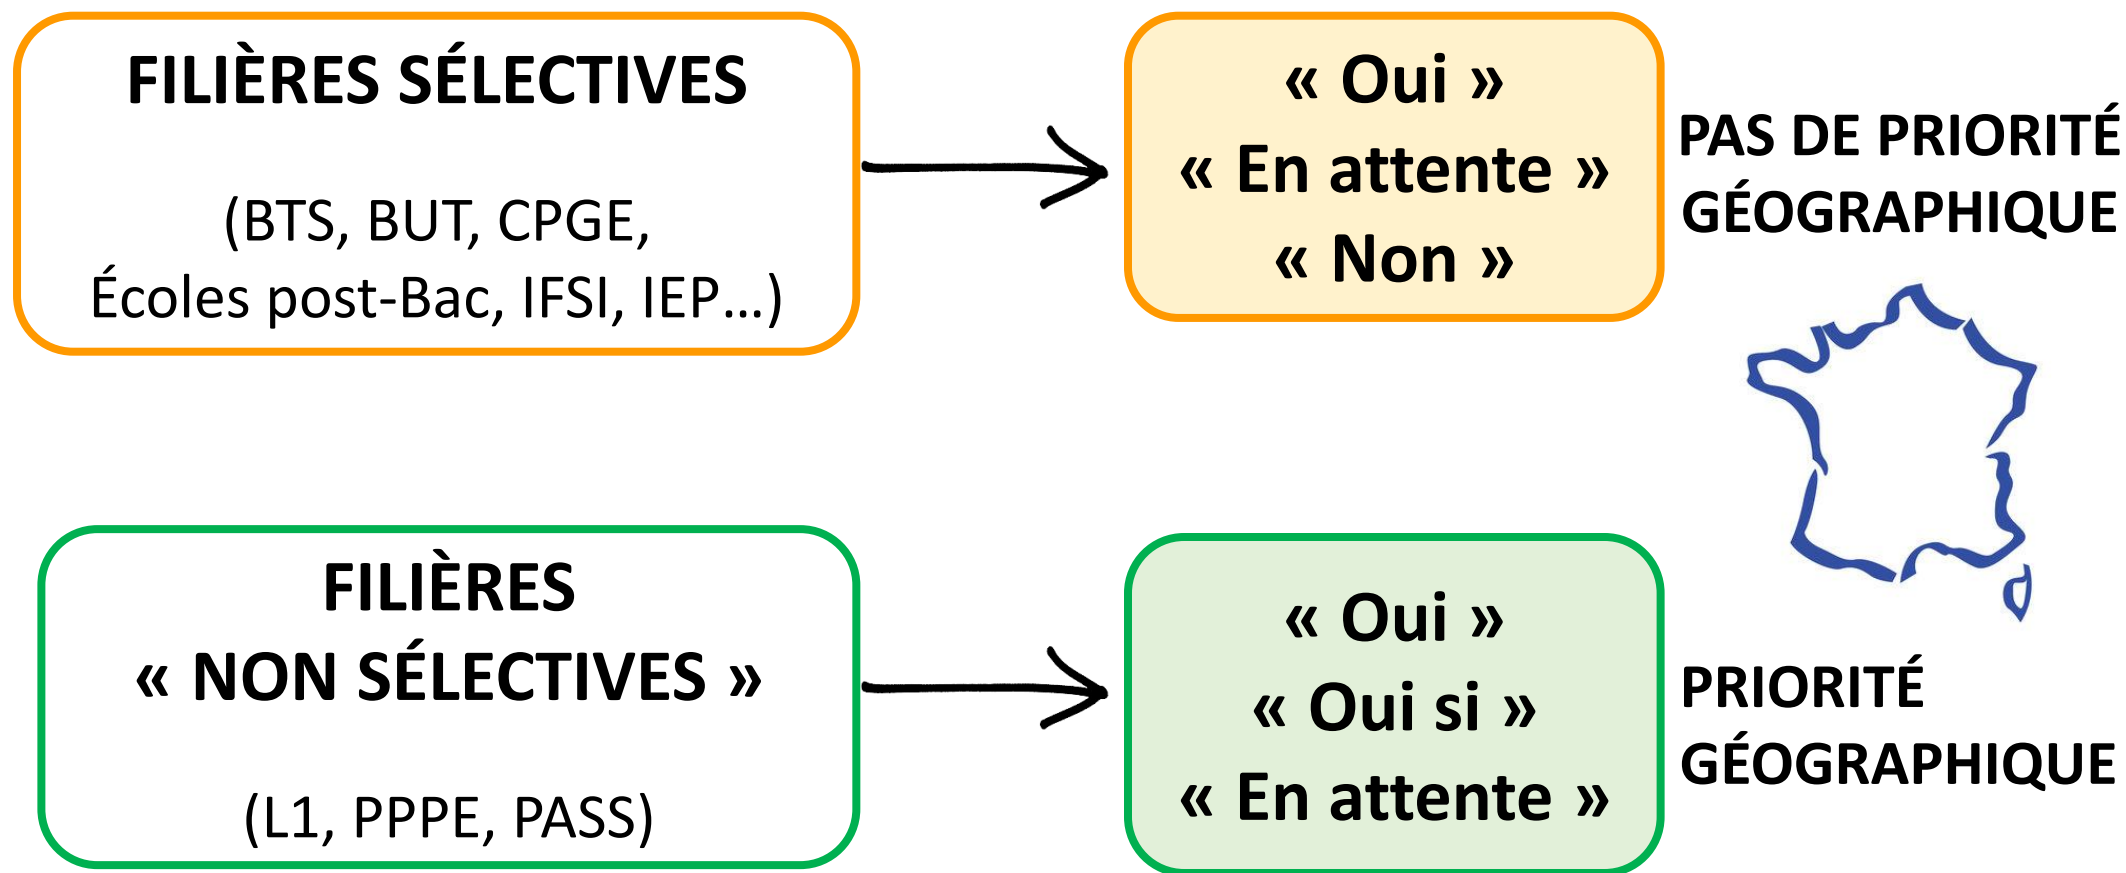 FILIÈRES SÉLECTIVES
(BTS, BUT, CPGE,
Écoles post-Bac, IFSI, IEP…)
« Oui »
« En attente »
« Non »
PAS DE PRIORITÉ
GÉOGRAPHIQUE
FILIÈRES
« NON SÉLECTIVES »
(L1, PPPE, PASS)
« Oui »
« Oui si »
« En attente »
PRIORITÉ
GÉOGRAPHIQUE